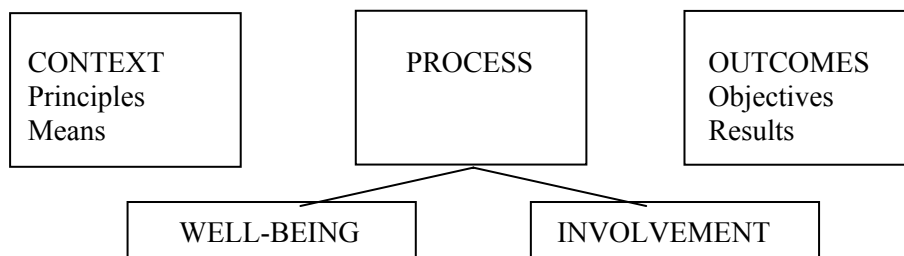 CONTEXT
Principles
Means
PROCESS
OUTCOMES
Objectives
Results
WELL-BEING
INVOLVEMENT